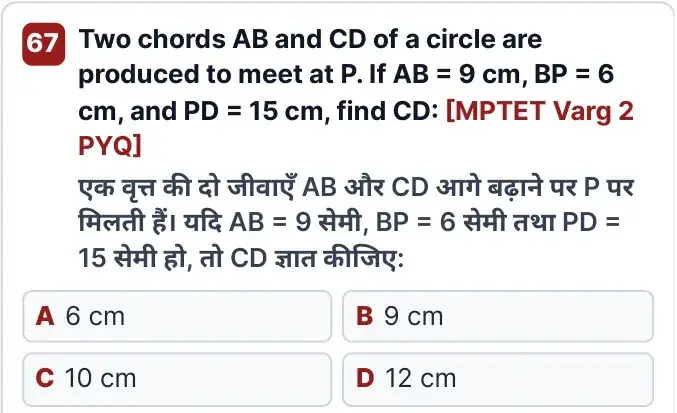 67 Two chords AB and CD of a circle are
produced to meet at P. If AB = 9 cm, BP = 6
cm, and PD = 15 cm, find CD: [MPTET Varg 2
PYQ]
एक वृत्त की दो जीवाएँ AB और CD आगे बढ़ाने पर P पर
मिलती हैं। यदि AB = 9 सेमी, BP = 6 सेमी तथा PD =
15 सेमी हो, तो CD ज्ञात कीजिए:
A 6 cm
B 9 cm
C 10 cm
D 12 cm